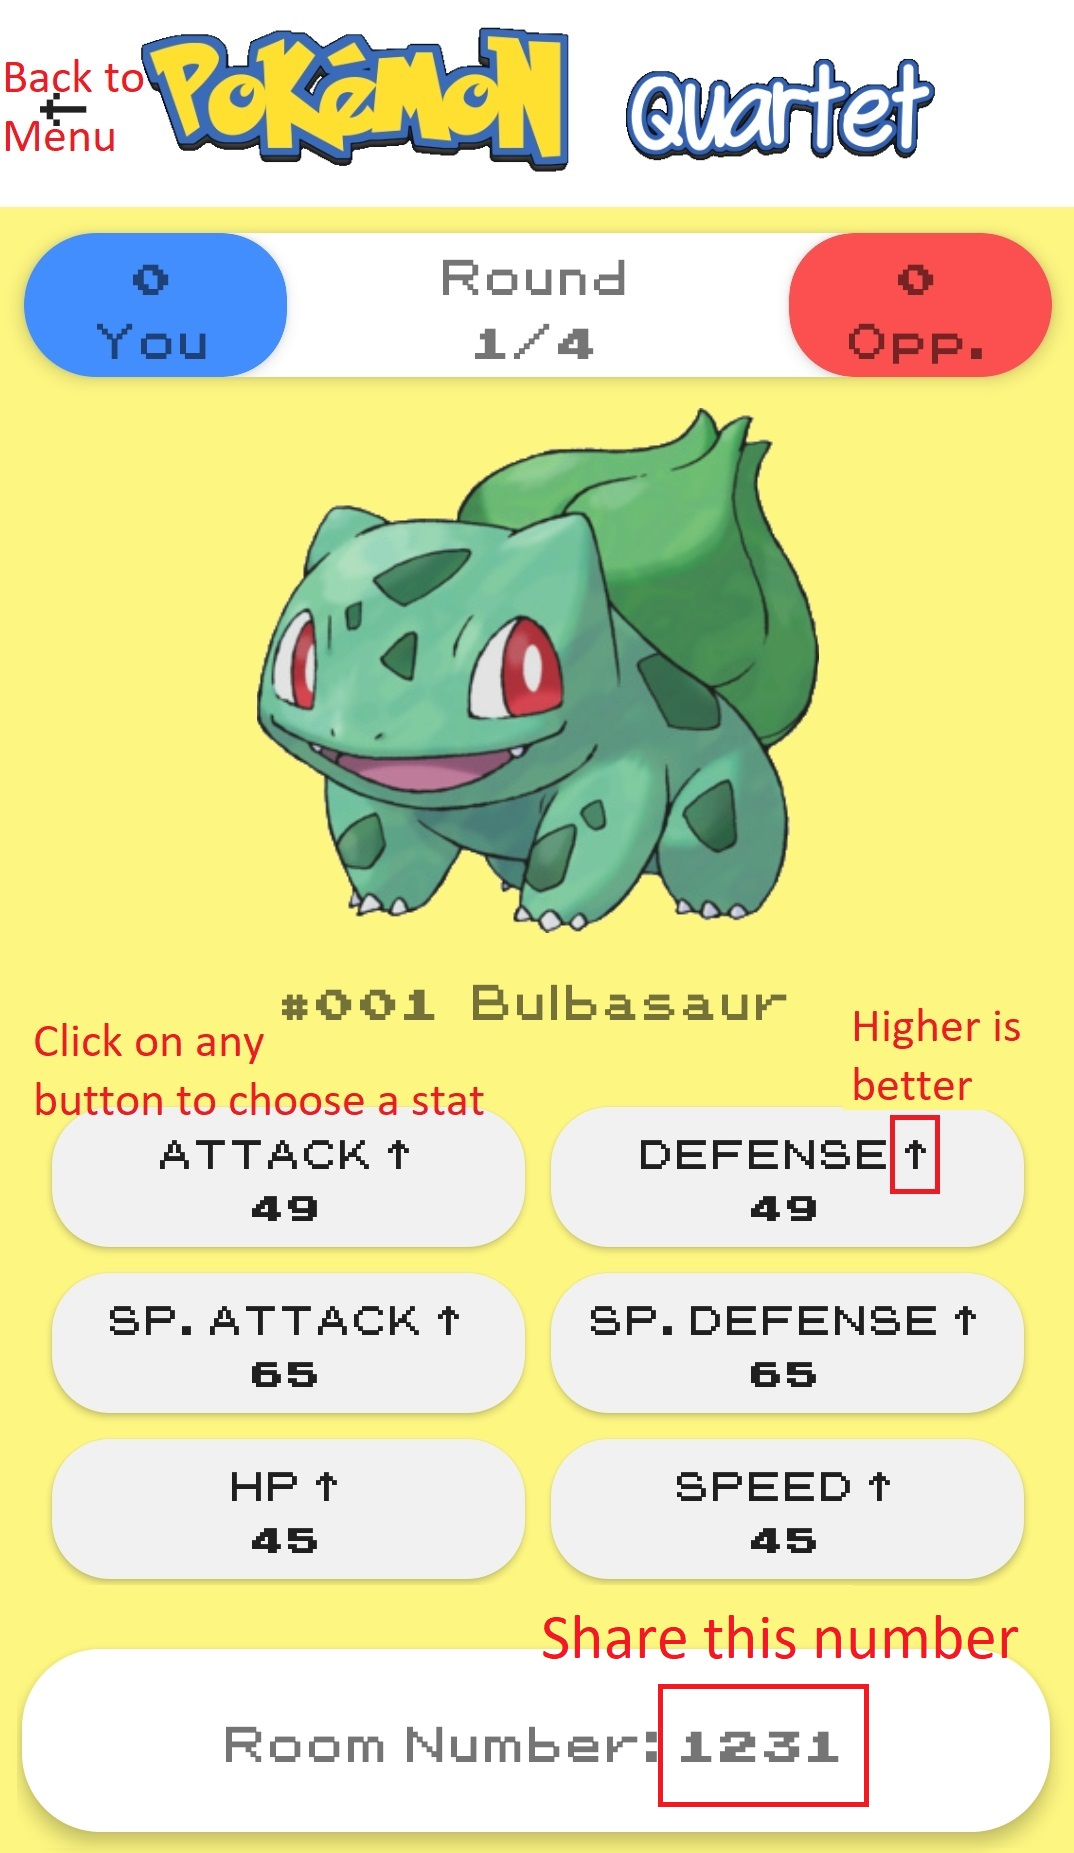 Back to
Menu
←
POKéMON Quartet
0
You
Round
1/4
0
Opp.
#001 Bulbasaur
Click on any
button to choose a stat
Higher is
better
ATTACK ↑
49
DEFENSE ↑
49
SP. ATTACK ↑
65
SP. DEFENSE ↑
65
HP ↑
45
SPEED ↑
45
Share this number
Room Number: 1231